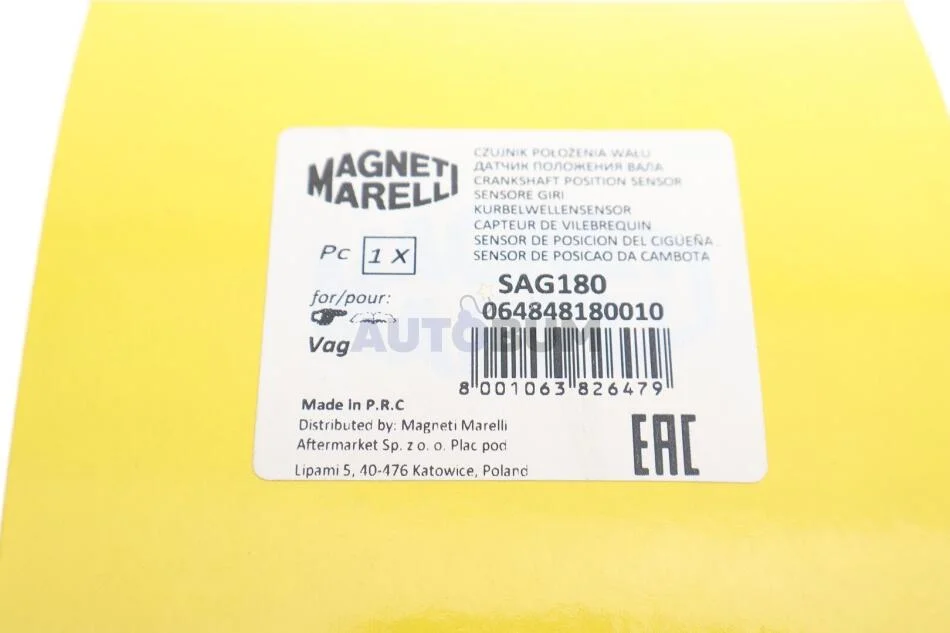 MAGNETI
MARELLI
CZUJNIK POŁOŻENIA WAŁU
ДАТЧИК ПОЛОЖЕНИЯ ВАЛА
CRANKSHAFT POSITION SENSOR
SENSORE GIRI
KURBELWELLENSENSOR
CAPTEUR DE VILEBREQUIN
SENSOR DE POSICION DEL CIGÜEÑA
SENSOR DE POSICAO DA CAMBOTA
Pc 1 X
SAG180
064848180010
for/pour:
Vag
AUTOBUM
8 001063 826479
Made In P.R.C
Distributed by: Magneti Marelli
Aftermarket Sp. z o. o. Plac pod
Lipami 5, 40-476 Katowice, Poland
EAC